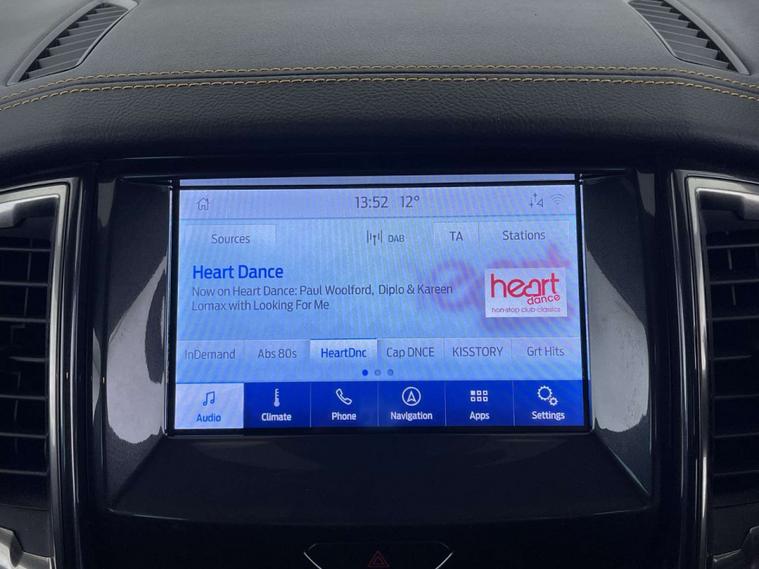 13:52 12°
Sources DAB TA Stations
Heart Dance
Now on Heart Dance: Paul Woolford, Diplo & Kareen
Lomax with Looking For Me
heart
dance
non-stop club classics
InDemand Abs 80s HeartDnc Cap DNCE KISSTORY Grt Hits
Audio Climate Phone Navigation Apps Settings